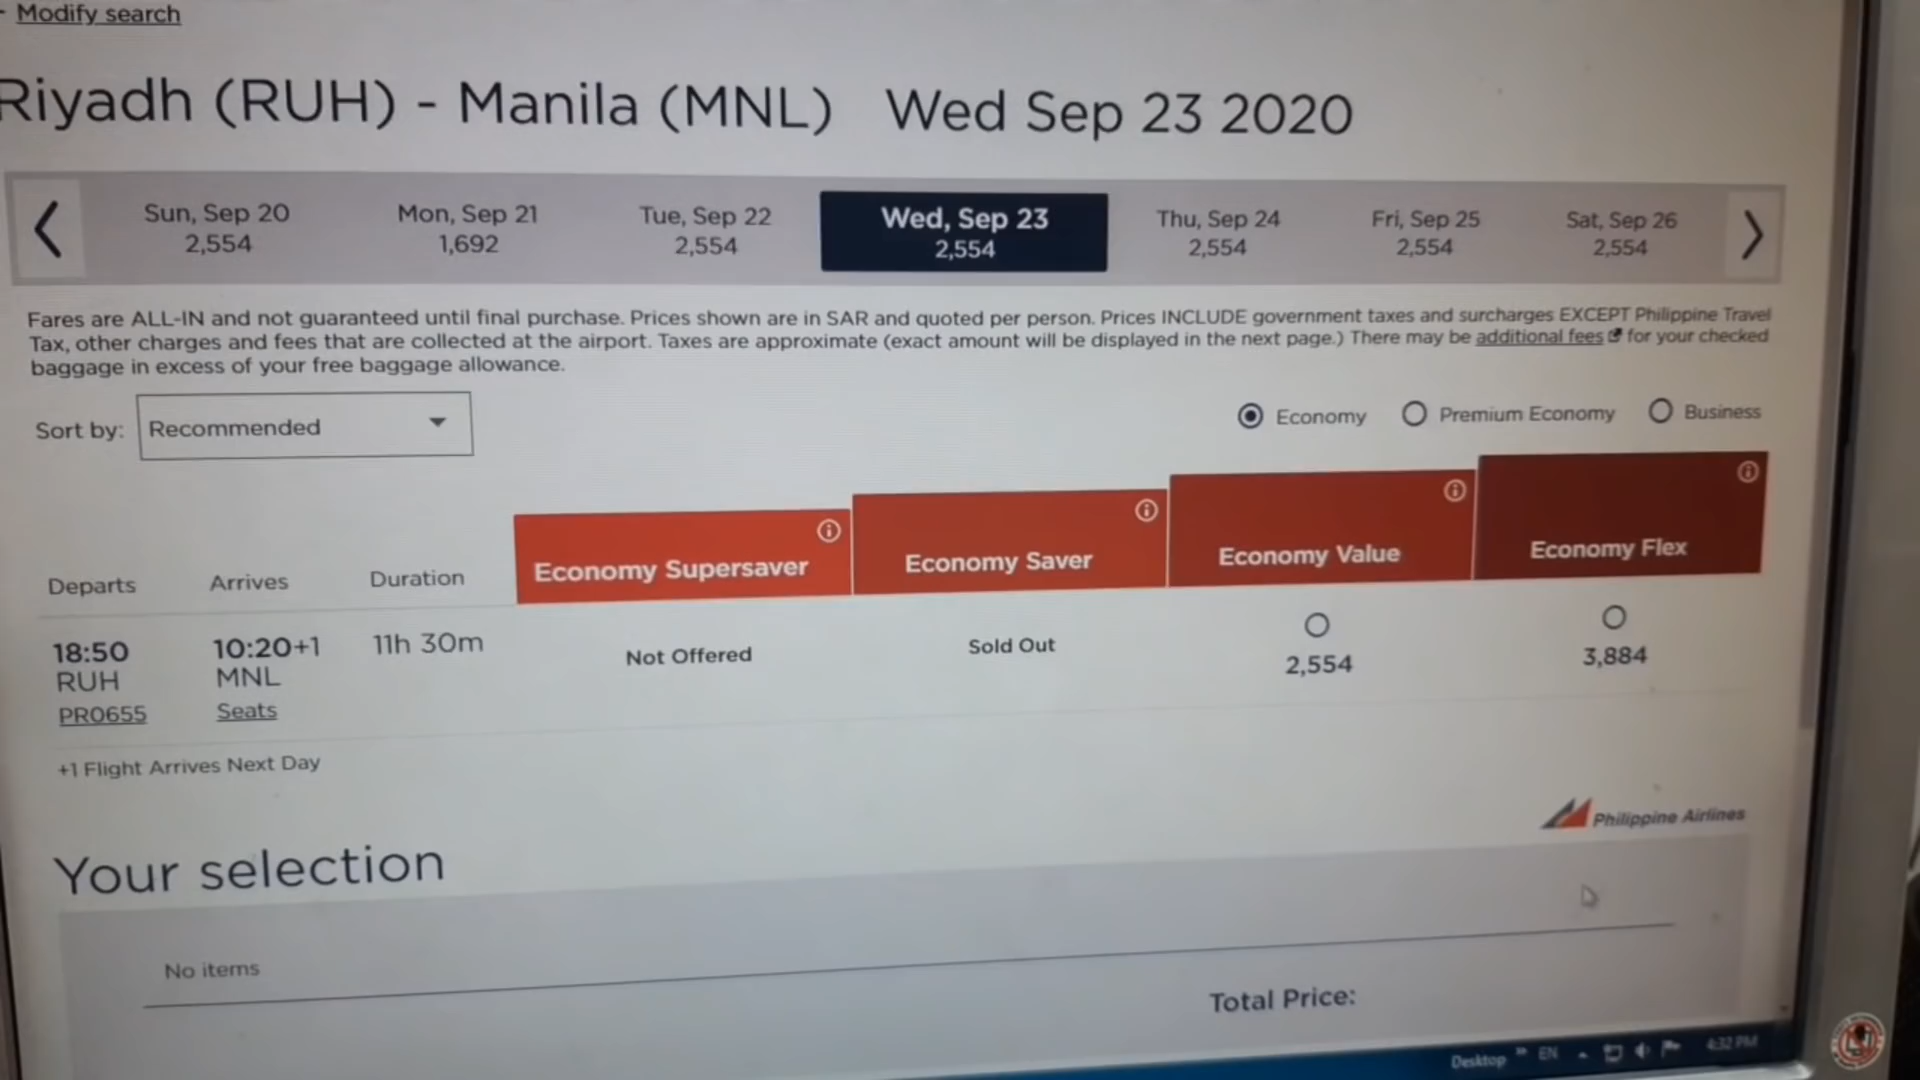 Modify search
Riyadh (RUH) - Manila (MNL) Wed Sep 23 2020
Sun, Sep 20 Mon, Sep 21 Tue, Sep 22 Wed, Sep 23 Thu, Sep 24 Fri, Sep 25 Sat, Sep 26
2,554 1,692 2,554 2,554 2,554 2,554 2,554
Fares are ALL-IN and not guaranteed until final purchase. Prices shown are in SAR and quoted per person. Prices INCLUDE government taxes and surcharges EXCEPT Philippine Travel
Tax, other charges and fees that are collected at the airport. Taxes are approximate (exact amount will be displayed in the next page.) There may be additional fees for your checked
baggage in excess of your free baggage allowance.
Sort by: Recommended Economy Premium Economy Business
Departs Arrives Duration Economy Supersaver Economy Saver Economy Value Economy Flex
18:50 10:20+1 11h 30m Not Offered Sold Out 2,554 3,884
RUH MNL
PR0655 Seats
+1 Flight Arrives Next Day
Philippine Airlines
Your selection
No items
Total Price:
Desktop EN 4:32 PM